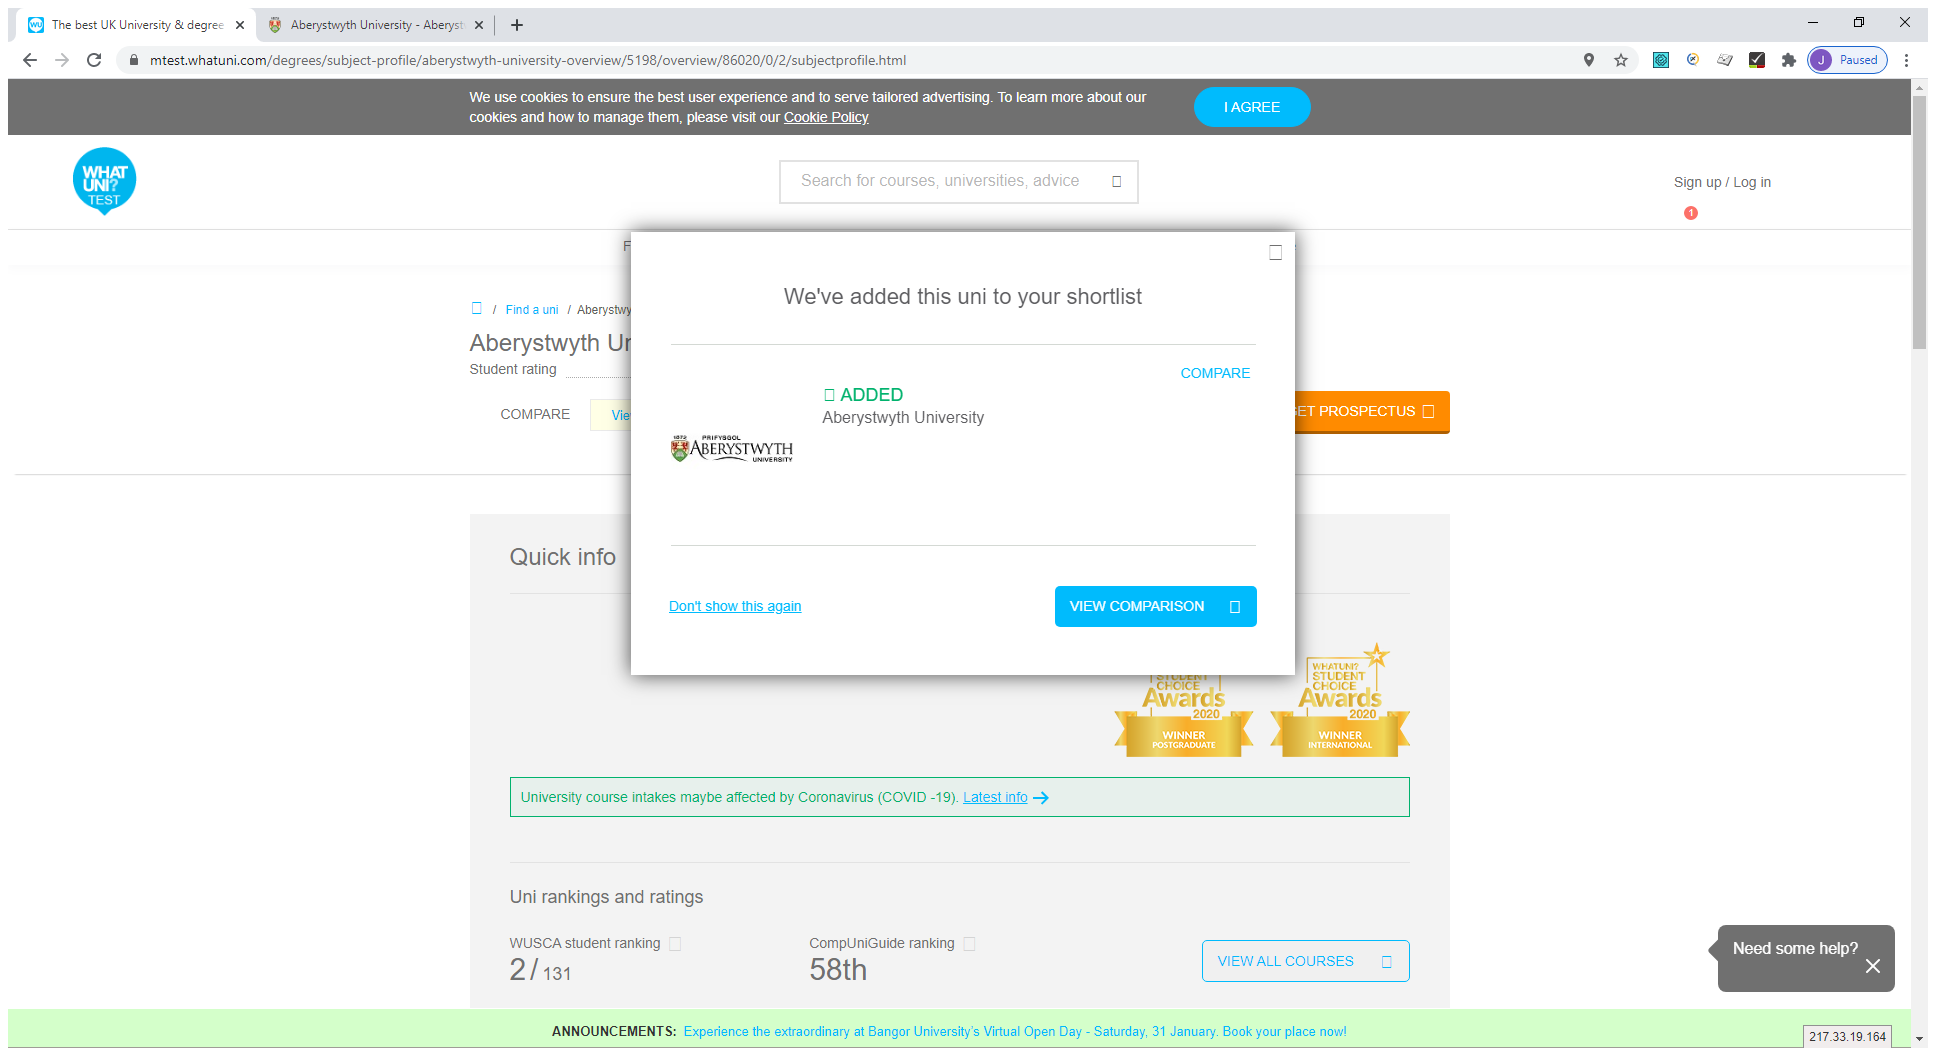 The best UK University & degree
Aberystwyth University - Aberyst
mtest.whatuni.com/degrees/subject-profile/aberystwyth-university-overview/5198/overview/86020/0/2/subjectprofile.html
J Paused
We use cookies to ensure the best user experience and to serve tailored advertising. To learn more about our
cookies and how to manage them, please visit our Cookie Policy
I AGREE
WHAT
UNI?
TEST
Search for courses, universities, advice
Sign up / Log in
1
We've added this uni to your shortlist
/ Find a uni / Aberystwy
Aberystwyth Ur
Student rating
COMPARE
Vie
COMPARE
ADDED
Aberystwyth University
1872 PRIFYSGOL
ABERYSTWYTH
UNIVERSITY
GET PROSPECTUS
Quick info
Don't show this again
VIEW COMPARISON
STUDENT
CHOICE
Awards
2020
WINNER
POSTGRADUATE
WHATUNI?
STUDENT
CHOICE
Awards
2020
WINNER
INTERNATIONAL
University course intakes maybe affected by Coronavirus (COVID -19). Latest info
Uni rankings and ratings
WUSCA student ranking
2 / 131
CompUniGuide ranking
58th
VIEW ALL COURSES
Need some help?
ANNOUNCEMENTS: Experience the extraordinary at Bangor University's Virtual Open Day - Saturday, 31 January. Book your place now!
217.33.19.164